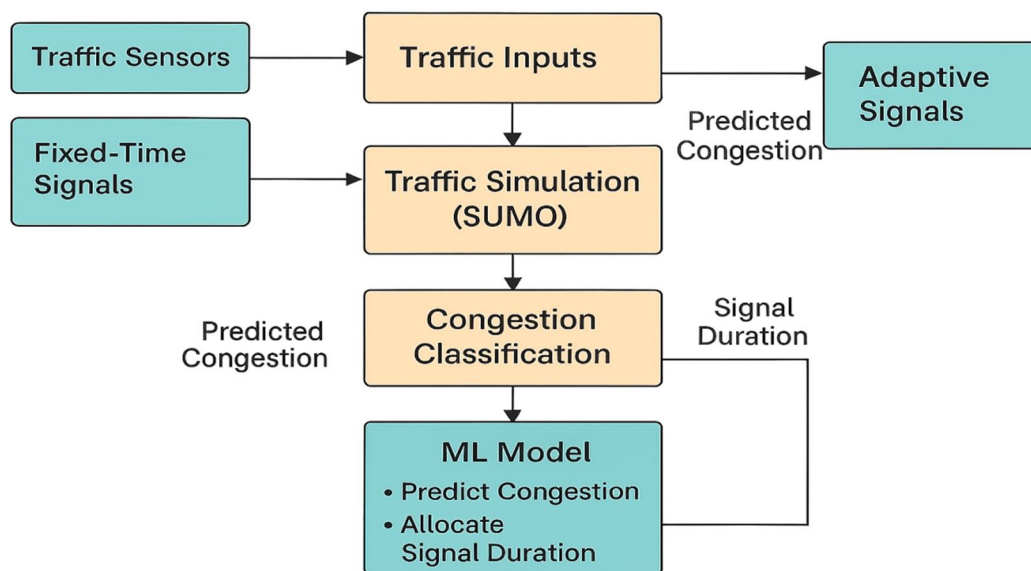 Traffic Sensors
Traffic Inputs
Adaptive
Signals
Predicted
Congestion
Fixed-Time
Signals
Traffic Simulation
(SUMO)
Predicted
Congestion
Congestion
Classification
Signal
Duration
ML Model
• Predict Congestion
• Allocate
Signal Duration